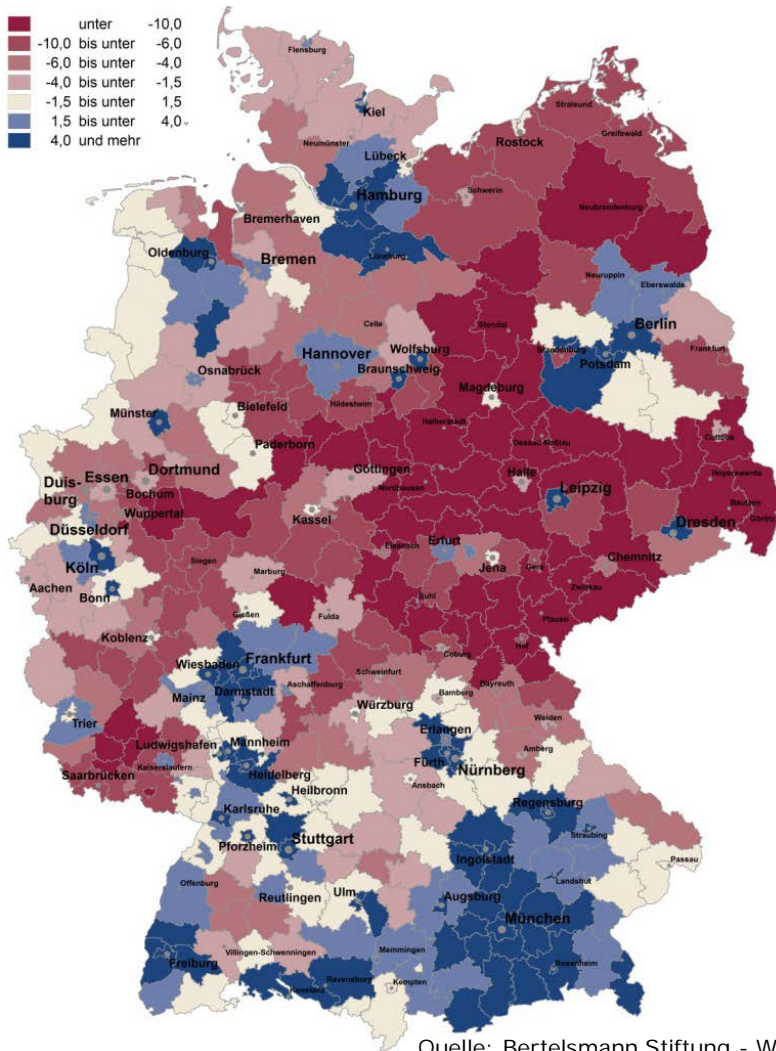 unter -10,0
-10,0 bis unter -6,0
-6,0 bis unter -4,0
-4,0 bis unter -1,5
-1,5 bis unter 1,5
1,5 bis unter 4,0
4,0 und mehr
Flensburg
Kiel
Stralsund
Greifswald
Rostock
Neumünster
Lübeck
Hamburg
Schwerin
Neubrandenburg
Bremerhaven
Oldenburg
Bremen
Lüneburg
Neuruppin
Eberswalde
Celle
Stendal
Berlin
Hannover
Wolfsburg
Brandenburg
Frankfurt
Osnabrück
Braunschweig
Potsdam
Magdeburg
Münster
Bielefeld
Hildesheim
Halberstadt
Paderborn
Dessau-Roßlau
Cottbus
Dortmund
Göttingen
Halle
Hoyerswerda
Duis-
burg
Essen
Bochum
Nordhausen
Leipzig
Bautzen
Wuppertal
Kassel
Görlitz
Düsseldorf
Dresden
Köln
Eisenach
Erfurt
Jena
Gera
Chemnitz
Siegen
Aachen
Marburg
Bonn
Zwickau
Suhl
Gießen
Fulda
Plauen
Koblenz
Hof
Coburg
Wiesbaden
Frankfurt
Schweinfurt
Mainz
Darmstadt
Aschaffenburg
Bayreuth
Bamberg
Würzburg
Trier
Weiden
Erlangen
Ludwigshafen
Mannheim
Amberg
Saarbrücken
Kaiserslautern
Heidelberg
Fürth
Nürnberg
Ansbach
Heilbronn
Karlsruhe
Regensburg
Pforzheim
Stuttgart
Straubing
Ingolstadt
Passau
Offenburg
Reutlingen
Ulm
Augsburg
Landshut
München
Freiburg
Villingen-Schwenningen
Memmingen
Rosenheim
Konstanz
Ravensburg
Kempten
Quelle: Bertelsmann Stiftung - W